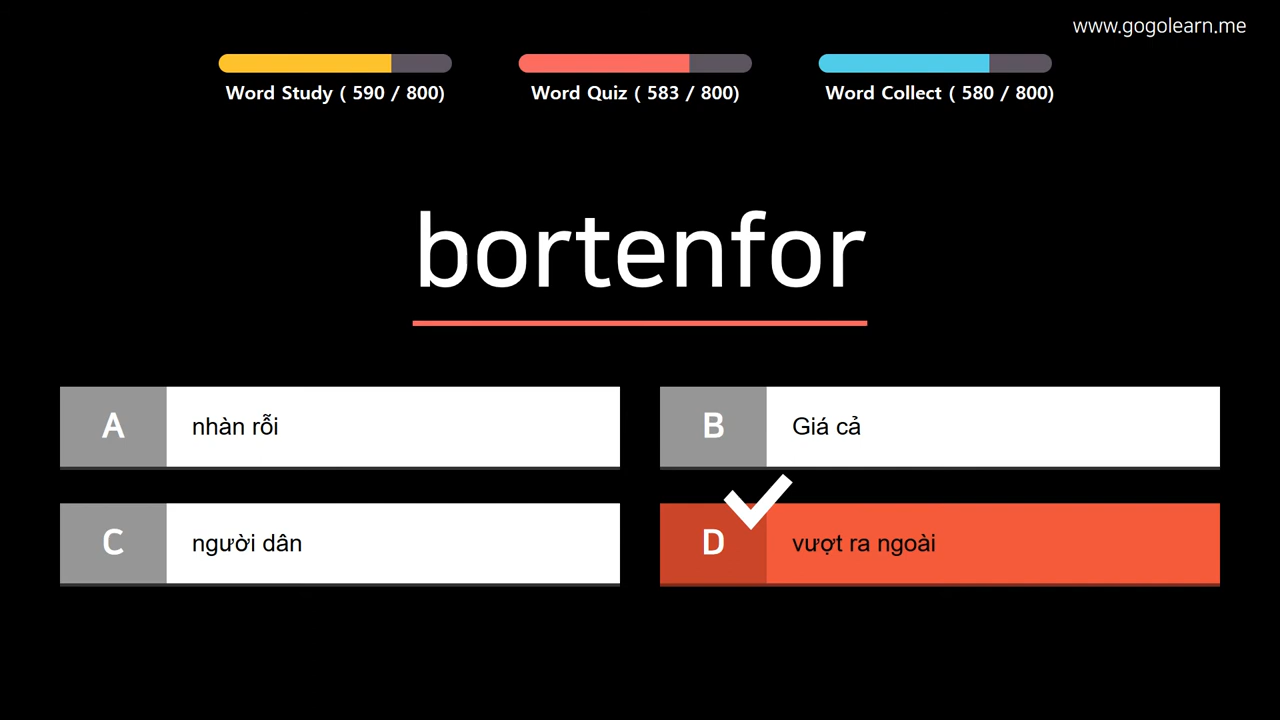 www.gogolearn.me
Word Study ( 590 / 800)
Word Quiz ( 583 / 800)
Word Collect ( 580 / 800)
bortenfor
A nhàn rỗi
B Giá cả
C người dân
D vượt ra ngoài